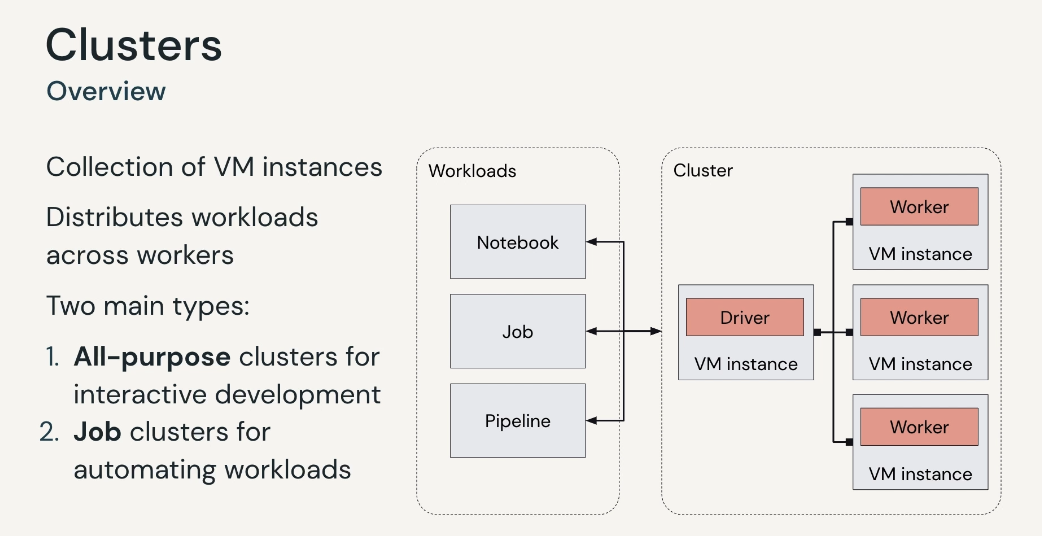 Clusters
Overview
Collection of VM instances
Distributes workloads
across workers
Two main types:
1. All-purpose clusters for
interactive development
2. Job clusters for
automating workloads
Workloads
Notebook
Job
Pipeline
Cluster
Driver
VM instance
Worker
VM instance
Worker
VM instance
Worker
VM instance